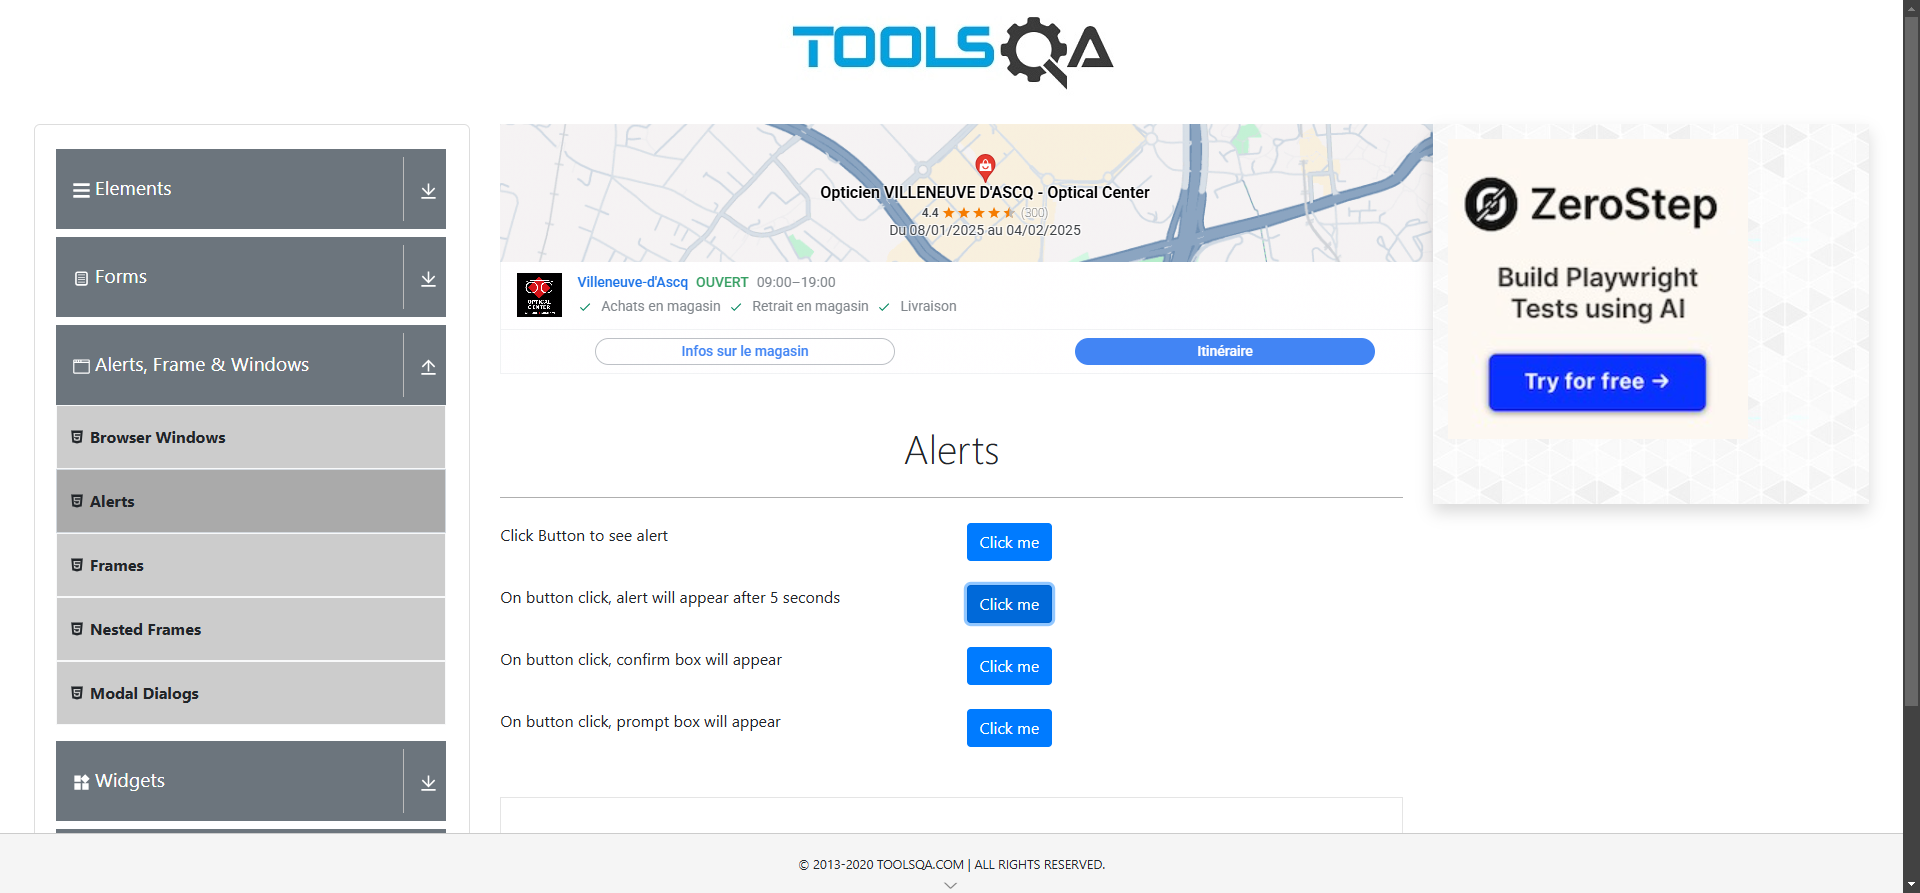 TOOLSQA
Elements
Forms
Alerts, Frame & Windows
Browser Windows
Alerts
Frames
Nested Frames
Modal Dialogs
Widgets
Opticien VILLENEUVE D'ASCQ - Optical Center
4.4 (300)
Du 08/01/2025 au 04/02/2025
OPTICAL
CENTER
Villeneuve-d'Ascq OUVERT 09:00–19:00
Achats en magasin Retrait en magasin Livraison
Infos sur le magasin Itinéraire
ZeroStep
Build Playwright
Tests using AI
Try for free →
Alerts
Click Button to see alert Click me
On button click, alert will appear after 5 seconds Click me
On button click, confirm box will appear Click me
On button click, prompt box will appear Click me
© 2013-2020 TOOLSQA.COM | ALL RIGHTS RESERVED.